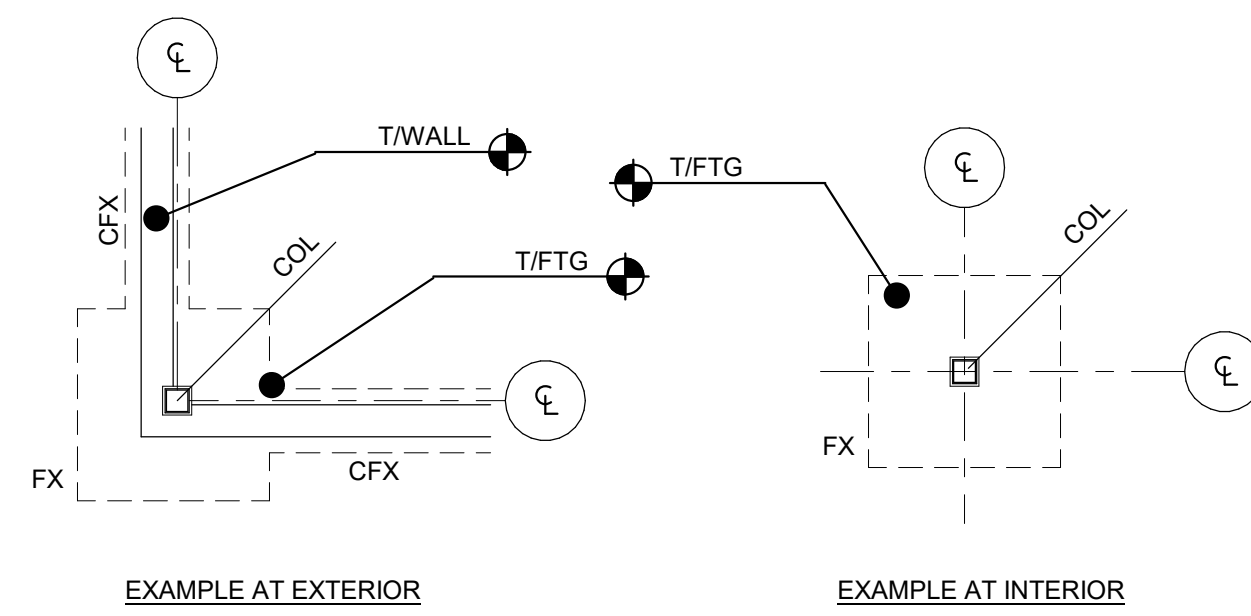 ℄
T/WALL
CFX
COL
T/FTG
℄
FX
CFX
EXAMPLE AT EXTERIOR
T/FTG
℄
COL
℄
FX
EXAMPLE AT INTERIOR